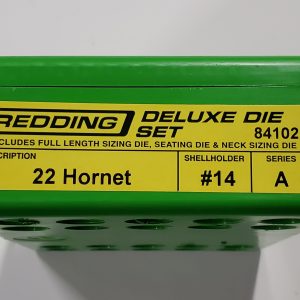 REDDING DELUXE DIE
SET 84102
INCLUDES FULL LENGTH SIZING DIE, SEATING DIE & NECK SIZING DIE
CRIPTION SHELLHOLDER SERIES
22 Hornet #14 A